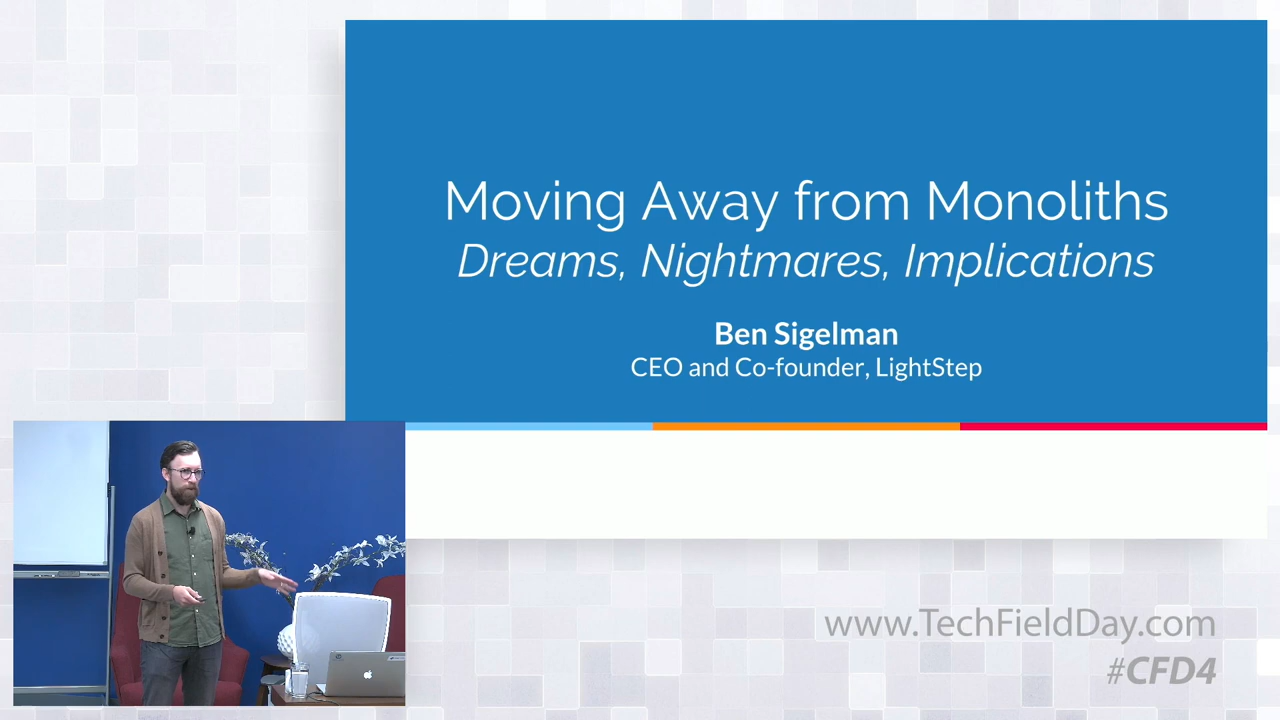 Moving Away from Monoliths
Dreams, Nightmares, Implications
Ben Sigelman
CEO and Co-founder, LightStep
www.TechFieldDay.com
#CFD4